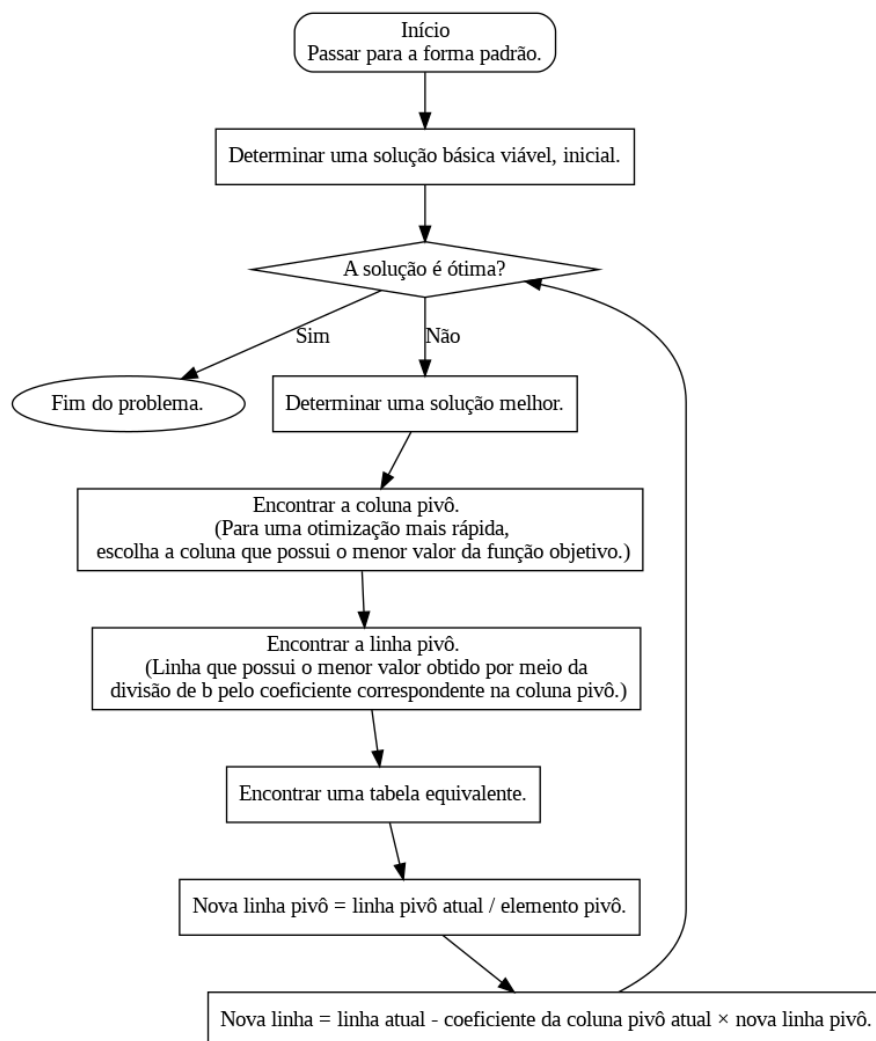 Início
Passar para a forma padrão.
Determinar uma solução básica viável, inicial.
A solução é ótima?
Sim
Não
Fim do problema.
Determinar uma solução melhor.
Encontrar a coluna pivô.
(Para uma otimização mais rápida,
escolha a coluna que possui o menor valor da função objetivo.)
Encontrar a linha pivô.
(Linha que possui o menor valor obtido por meio da
divisão de b pelo coeficiente correspondente na coluna pivô.)
Encontrar uma tabela equivalente.
Nova linha pivô = linha pivô atual / elemento pivô.
Nova linha = linha atual - coeficiente da coluna pivô atual × nova linha pivô.